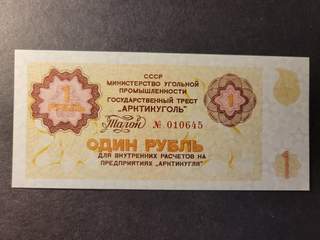 СССР
МИНИСТЕРСТВО УГОЛЬНОЙ
ПРОМЫШЛЕННОСТИ
ГОСУДАРСТВЕННЫЙ ТРЕСТ
"АРКТИКУГОЛЬ"
1
РУБЛЬ
1
Талон № 010645
ОДИН РУБЛЬ
ДЛЯ ВНУТРЕННИХ РАСЧЕТОВ НА
ПРЕДПРИЯТИЯХ "АРКТИКУГЛЯ"
1